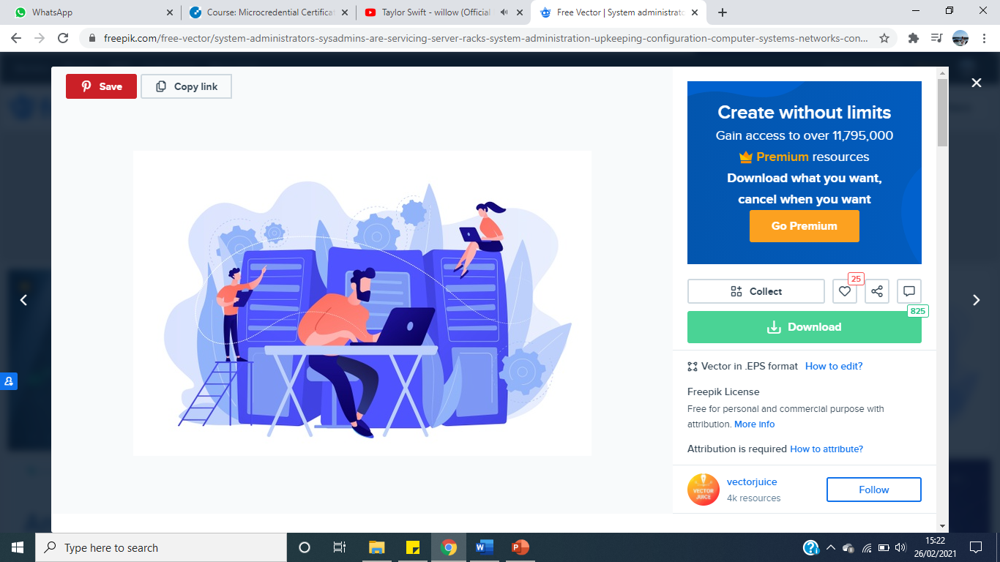 WhatsApp
Course: Microcredential Certificat
Taylor Swift - willow (Official
Free Vector | System administrato
freepik.com/free-vector/system-administrators-sysadmins-are-servicing-server-racks-system-administration-upkeeping-configuration-computer-systems-networks-con...
Save
Copy link
Create without limits
Gain access to over 11,795,000
Premium resources
Download what you want,
cancel when you want
Go Premium
Collect
25
825
Download
Vector in .EPS format How to edit?
Freepik License
Free for personal and commercial purpose with
attribution. More info
Attribution is required How to attribute?
VECTOR
JUICE
vectorjuice
4k resources
Follow
Type here to search
15:22
26/02/2021